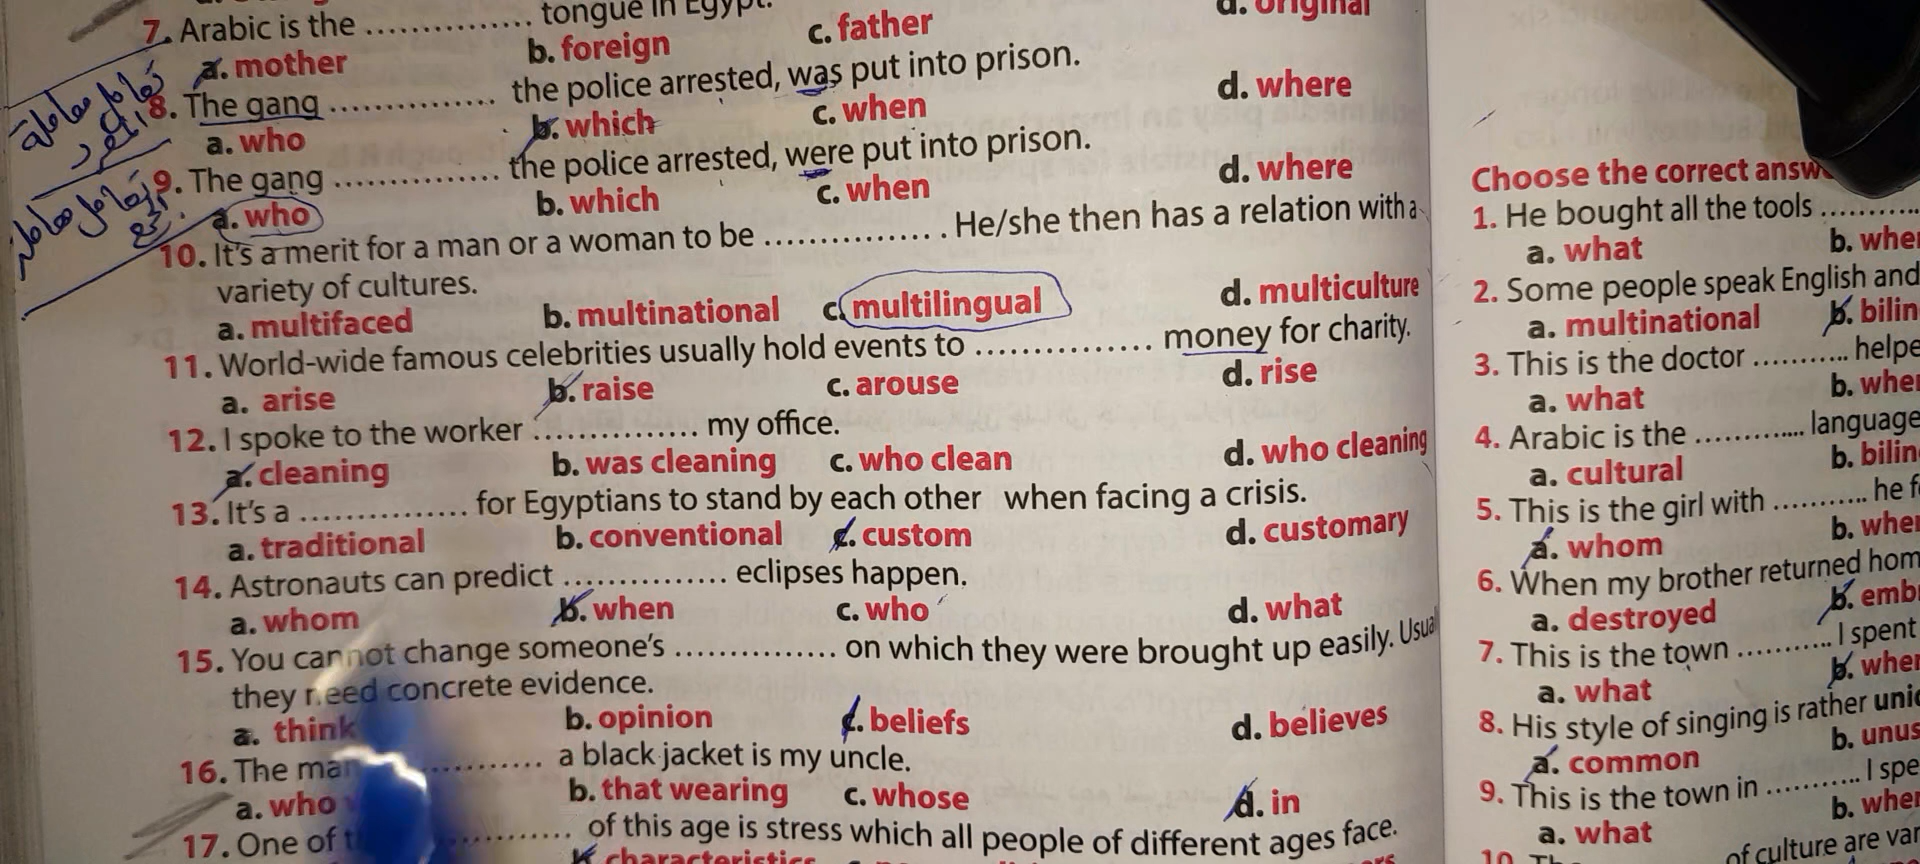 7. Arabic is the ............... tongue in Egypt.
a. mother b. foreign c. father d. original
8. The gang ............... the police arrested, was put into prison.
a. who b. which c. when d. where
9. The gang ............... the police arrested, were put into prison.
a. who b. which c. when d. where
10. It's a merit for a man or a woman to be ............... . He/she then has a relation with a
variety of cultures.
a. multifaced b. multinational c. multilingual d. multiculture
11. World-wide famous celebrities usually hold events to ............... money for charity.
a. arise b. raise c. arouse d. rise
12. I spoke to the worker ............... my office.
a. cleaning b. was cleaning c. who clean d. who cleaning
13. It's a ............... for Egyptians to stand by each other when facing a crisis.
a. traditional b. conventional c. custom d. customary
14. Astronauts can predict ............... eclipses happen.
a. whom b. when c. who d. what
15. You cannot change someone's ............... on which they were brought up easily. Usual
they need concrete evidence.
a. think b. opinion c. beliefs d. believes
16. The man ............ a black jacket is my uncle.
a. who b. that wearing c. whose d. in
17. One of ............ of this age is stress which all people of different ages face.
characteristics
Choose the correct answ
1. He bought all the tools ..........
a. what b. whe
2. Some people speak English and
a. multinational b. bilin
3. This is the doctor .......... helpe
a. what b. whe
4. Arabic is the ........... language
a. cultural b. bilin
5. This is the girl with .......... he f
a. whom b. whe
6. When my brother returned hom
a. destroyed b. emb
7. This is the town .......... I spent
a. what b. whe
8. His style of singing is rather uni
a. common b. unus
9. This is the town in .......... I spe
a. what b. whe
10. Th of culture are var